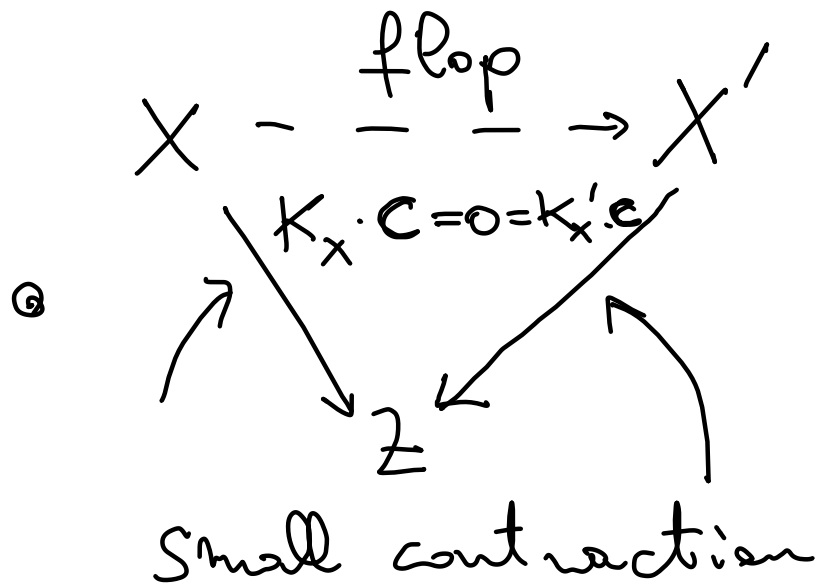 flop
X - - - → X'
K_X · C = 0 = K_X' · C
Z
small contraction